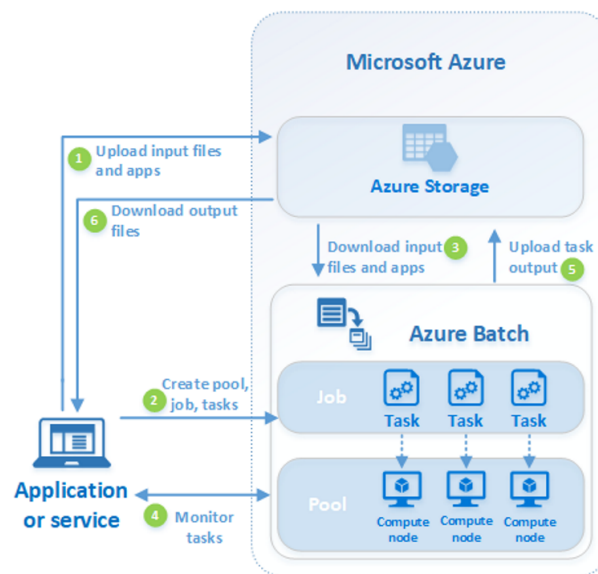 Microsoft Azure
Azure Storage
1 Upload input files
and apps
6 Download output
files
Download input 3
files and apps
Upload task
output 5
Azure Batch
2 Create pool,
job, tasks
Job
Task Task Task
Application
or service
4 Monitor
tasks
Pool
Compute Compute Compute
node node node